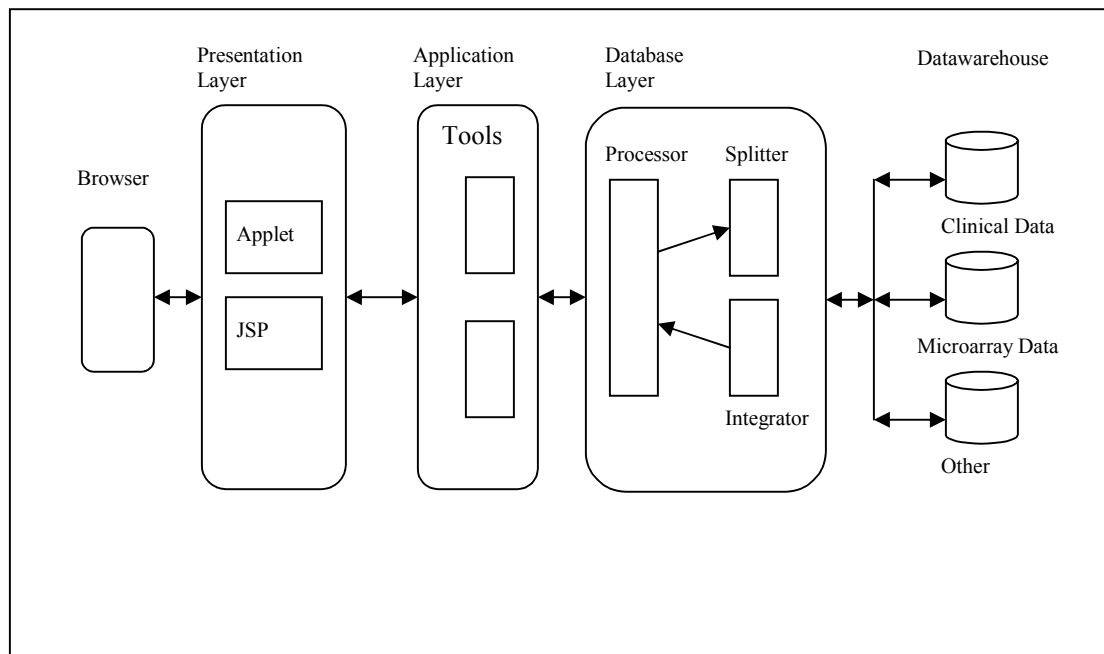 Presentation
Layer
Application
Layer
Database
Layer
Datawarehouse
Browser
Applet
JSP
Tools
Processor
Splitter
Integrator
Clinical Data
Microarray Data
Other